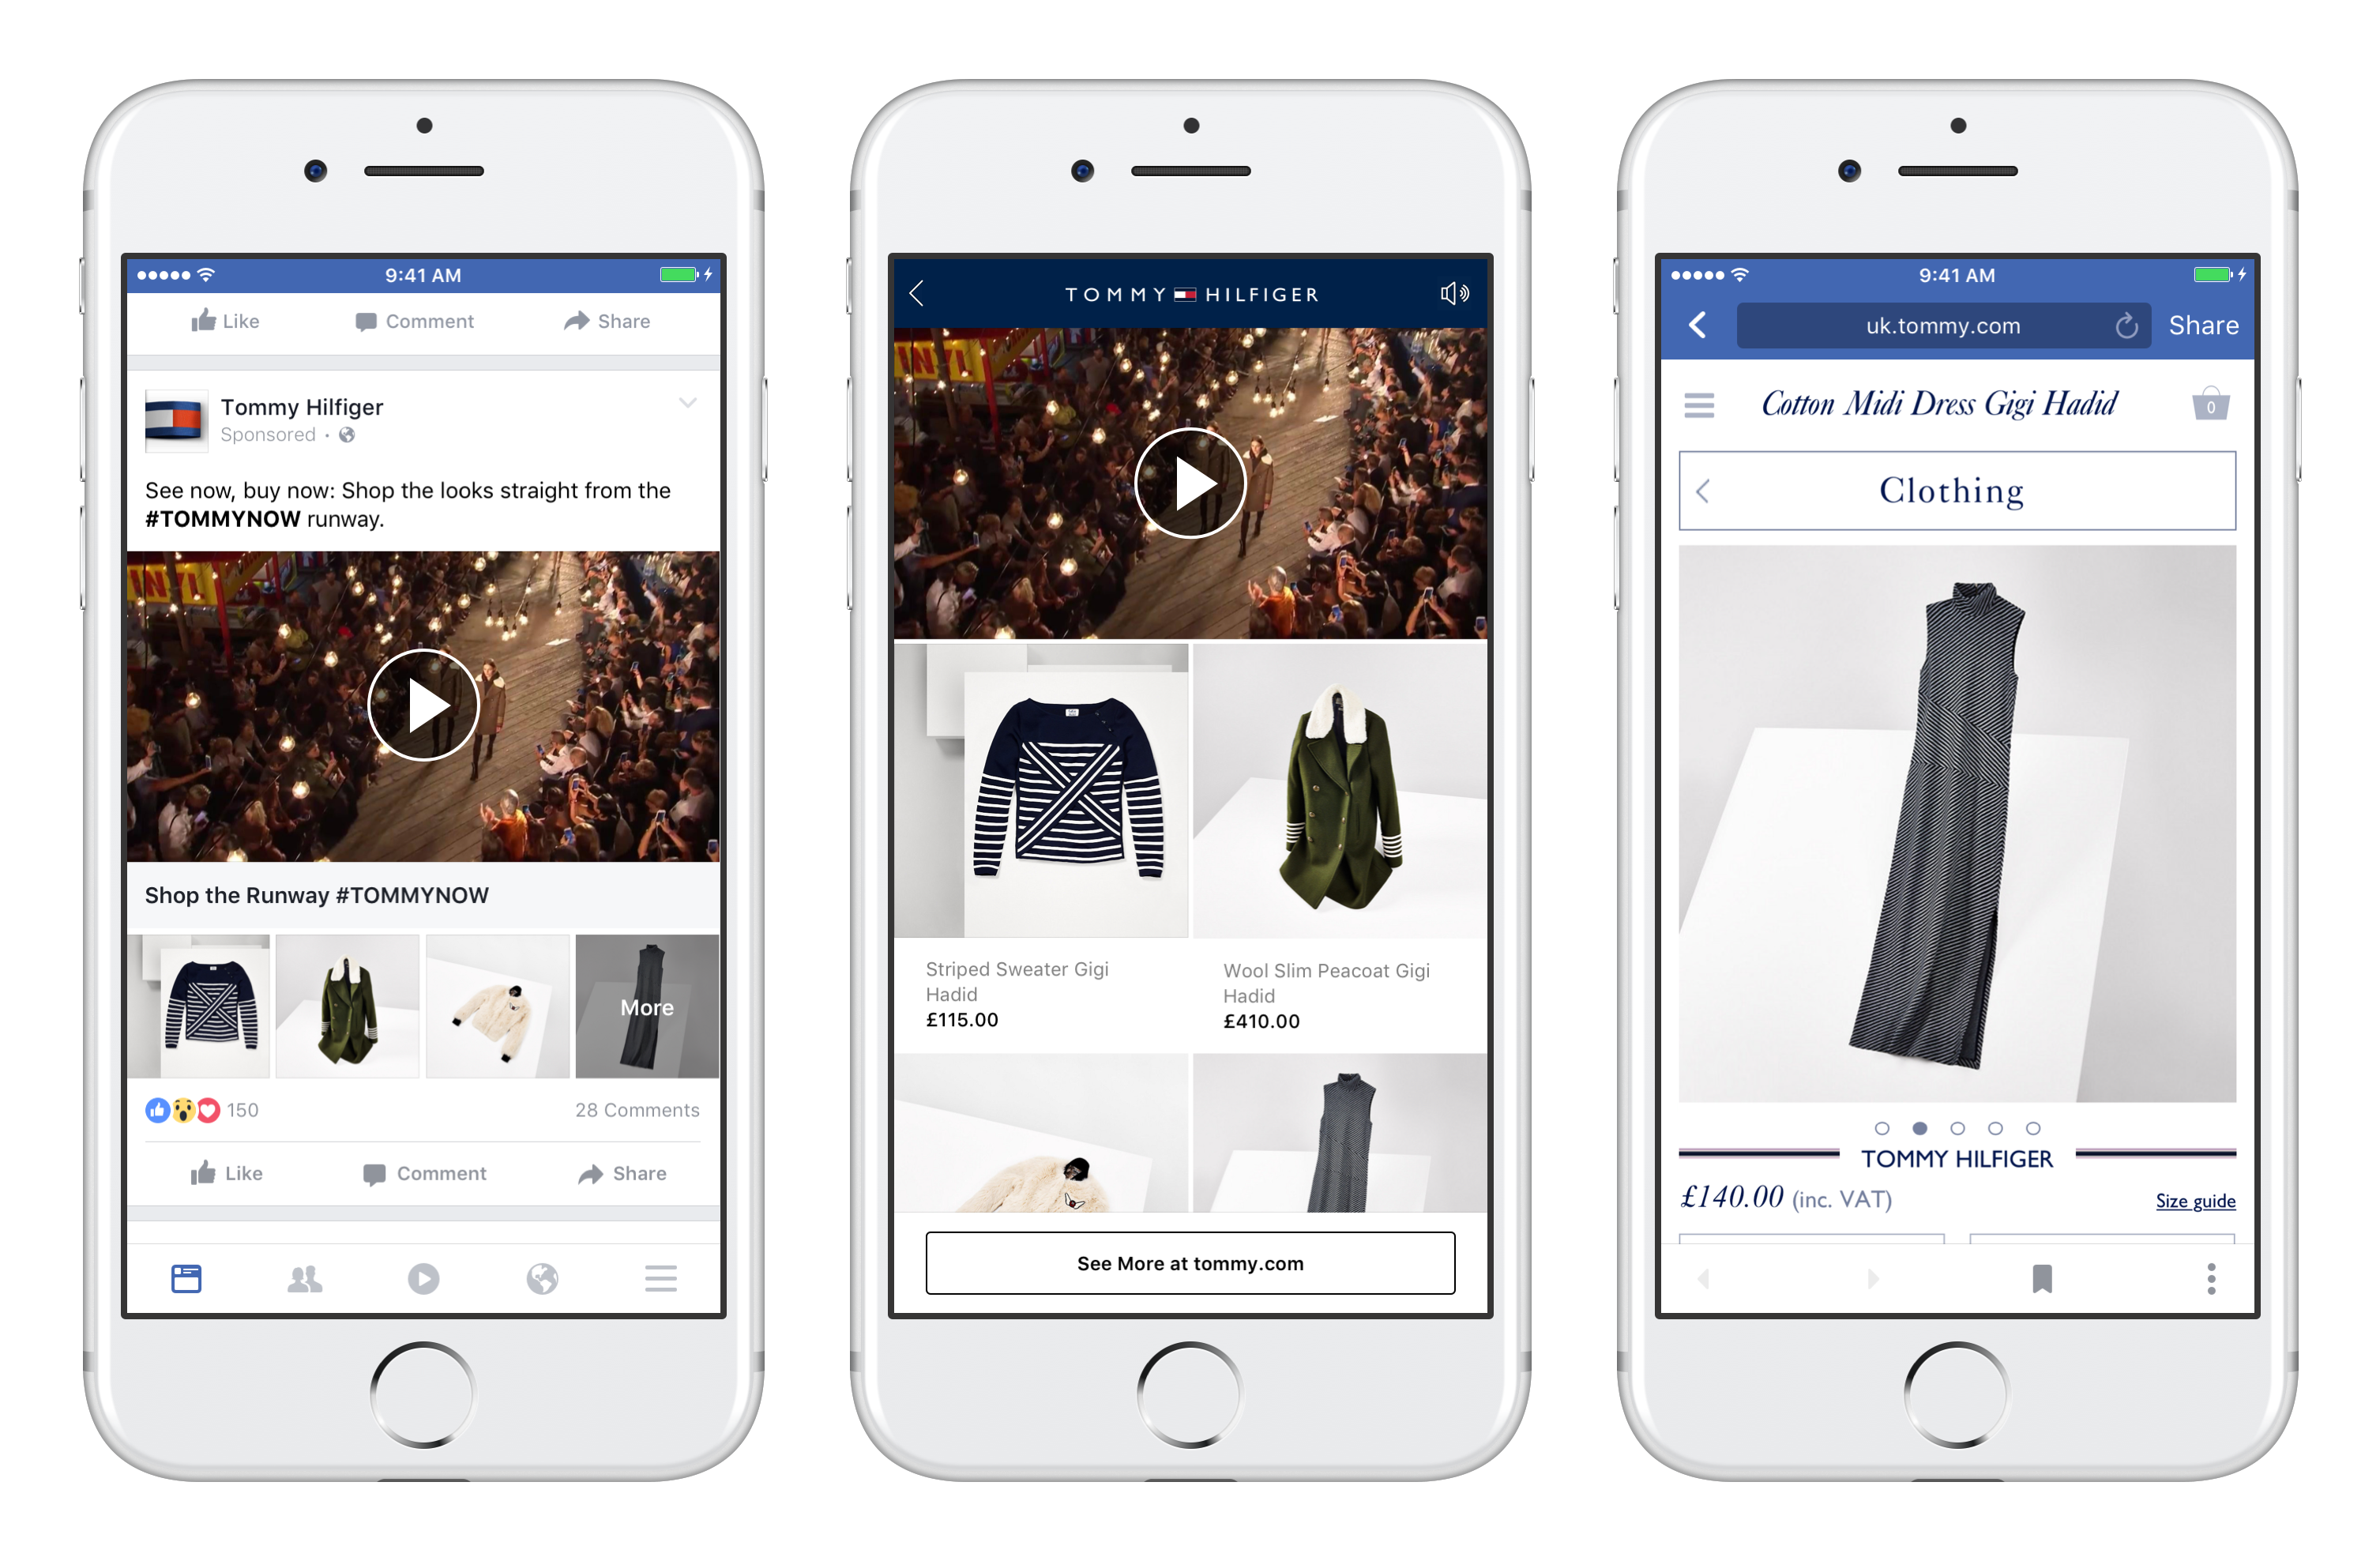 9:41 AM
Like Comment Share
Tommy Hilfiger
Sponsored ·
See now, buy now: Shop the looks straight from the
#TOMMYNOW runway.
Shop the Runway #TOMMYNOW
More
150 28 Comments
Like Comment Share
TOMMY HILFIGER
Striped Sweater Gigi
Hadid
£115.00
Wool Slim Peacoat Gigi
Hadid
£410.00
See More at tommy.com
9:41 AM
uk.tommy.com Share
Cotton Midi Dress Gigi Hadid 0
Clothing
TOMMY HILFIGER
£140.00 (inc. VAT) Size guide